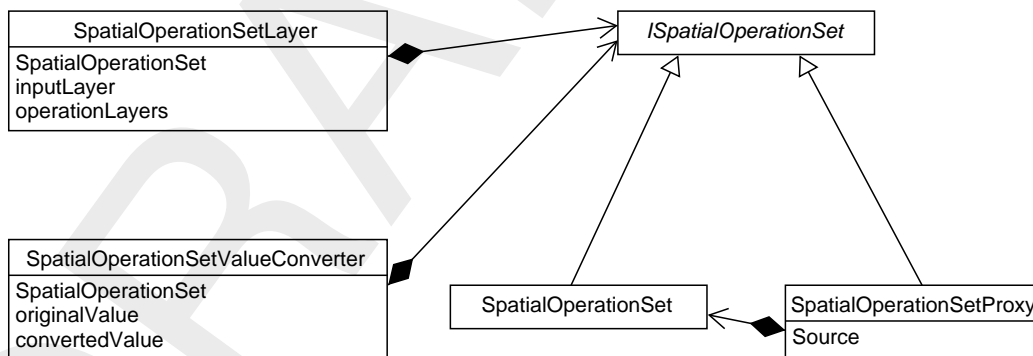 SpatialOperationSetLayer
SpatialOperationSet
inputLayer
operationLayers
ISpatialOperationSet
SpatialOperationSetValueConverter
SpatialOperationSet
originalValue
convertedValue
SpatialOperationSet
SpatialOperationSetProxy
Source